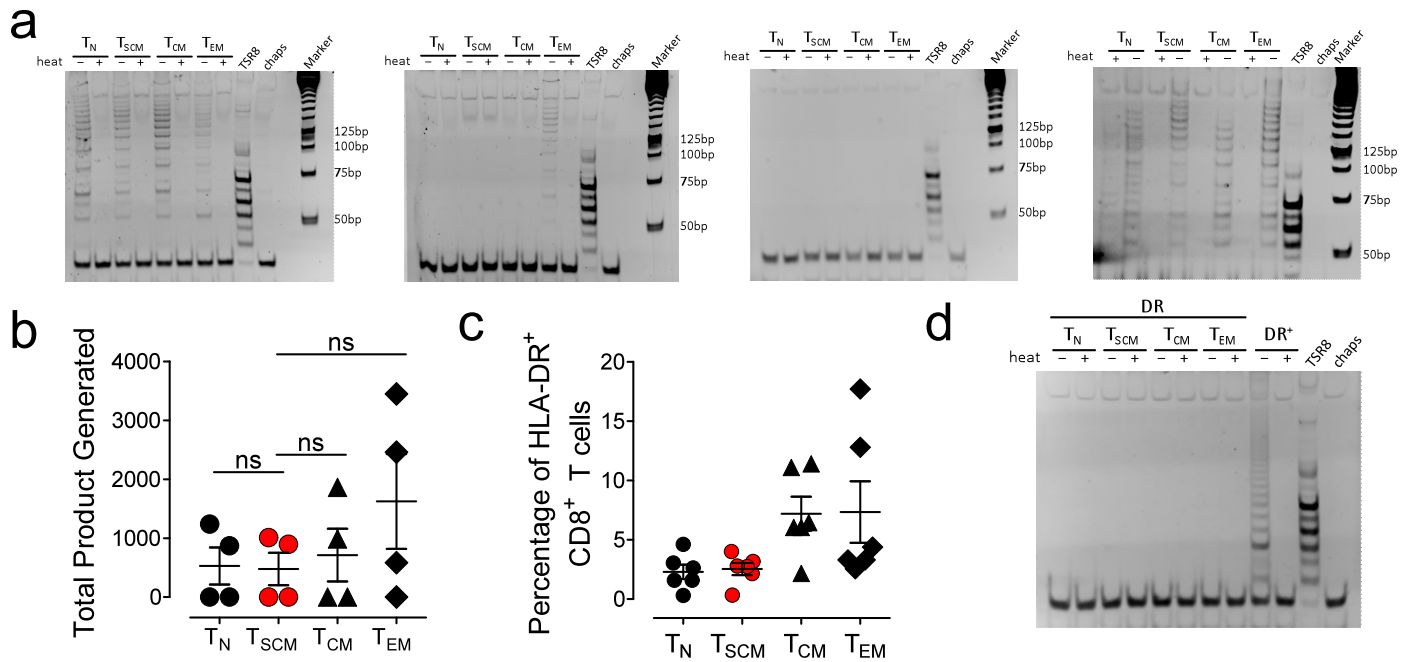 a
T_N T_SCM T_CM T_EM TSR8 chaps Marker
heat − + − + − + − +
125bp
100bp
75bp
50bp
T_N T_SCM T_CM T_EM TSR8 chaps Marker
heat − + − + − + − +
125bp
100bp
75bp
50bp
T_N T_SCM T_CM T_EM TSR8 chaps Marker
heat − + − + − + − +
125bp
100bp
75bp
50bp
T_N T_SCM T_CM T_EM TSR8 chaps Marker
heat + − + − + − + −
125bp
100bp
75bp
50bp
b
Total Product Generated
4000
3000
2000
1000
0
ns
ns
ns
T_N T_SCM T_CM T_EM
c
Percentage of HLA-DR⁺
CD8⁺ T cells
20
15
10
5
0
T_N T_SCM T_CM T_EM
d
DR
T_N T_SCM T_CM T_EM DR⁺ TSR8 chaps
heat − + − + − + − + − +